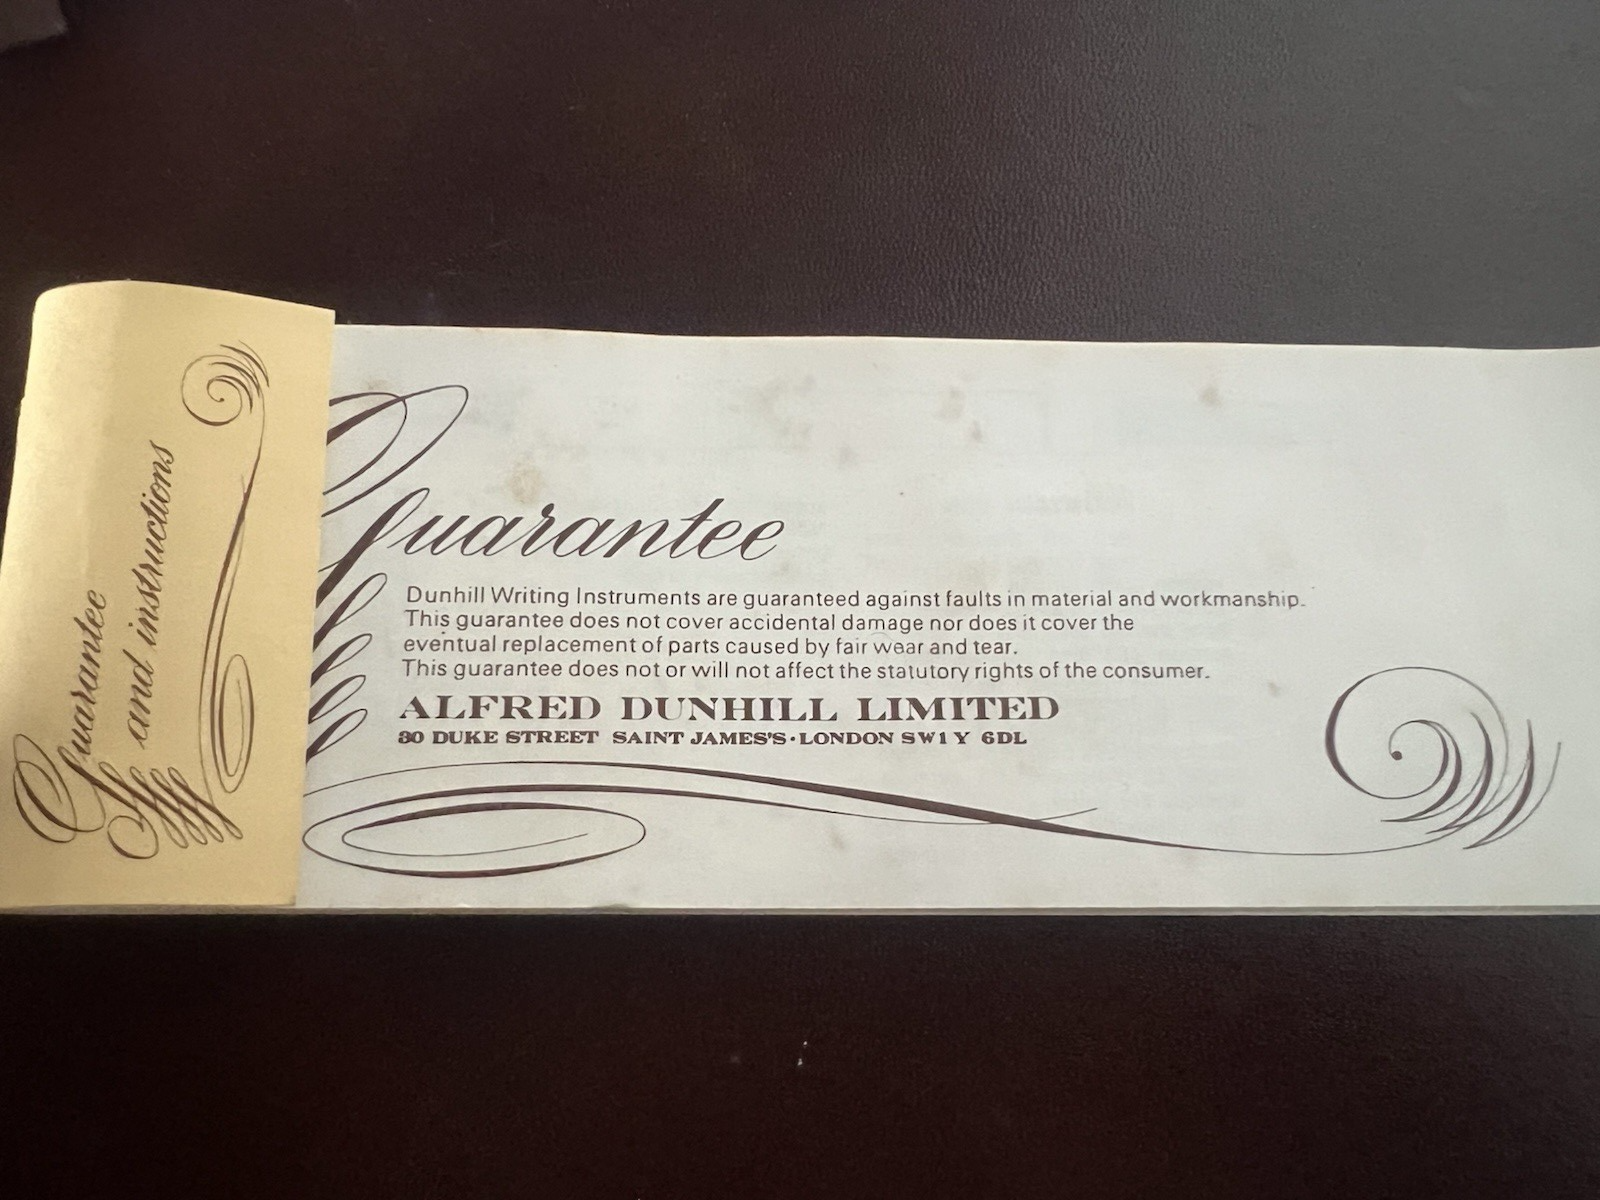 Guarantee
and instructions
Guarantee
Dunhill Writing Instruments are guaranteed against faults in material and workmanship.
This guarantee does not cover accidental damage nor does it cover the
eventual replacement of parts caused by fair wear and tear.
This guarantee does not or will not affect the statutory rights of the consumer.
ALFRED DUNHILL LIMITED
30 DUKE STREET SAINT JAMES'S·LONDON SW1Y 6DL